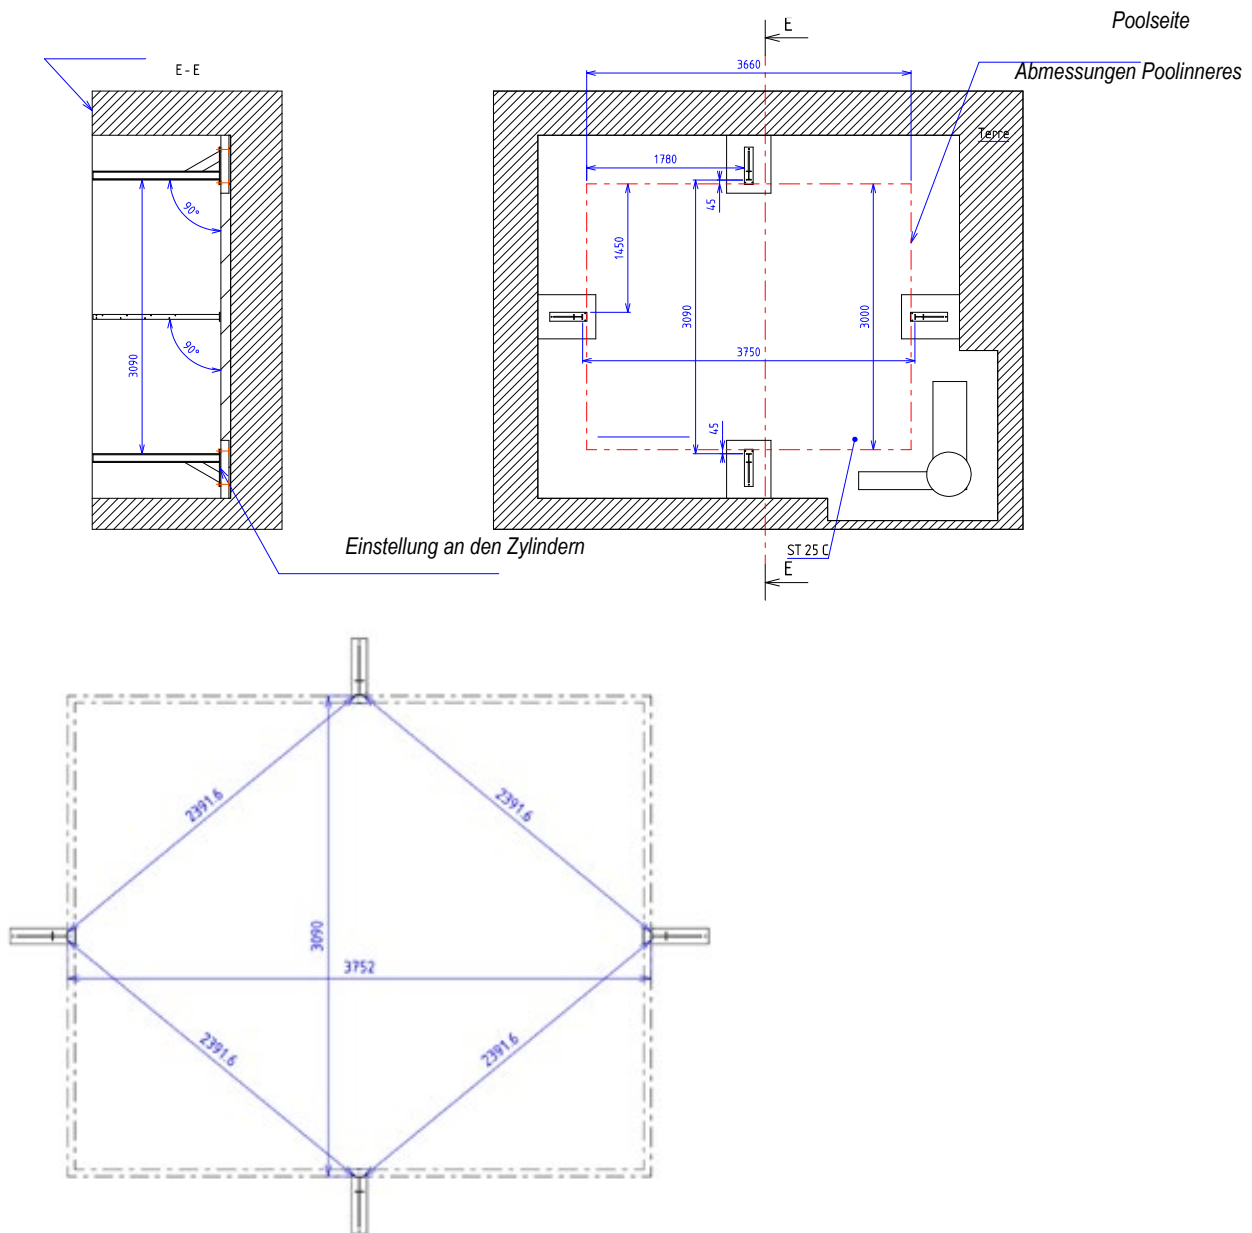 Poolseite
E
Abmessungen Poolinneres
E-E
3660
Terre
1780
45
90°
1450
3090
3000
3750
90°
3090
45
Einstellung an den Zylindern
ST 25 C
E
2391.6
2391.6
3090
3752
2391.6
2391.6